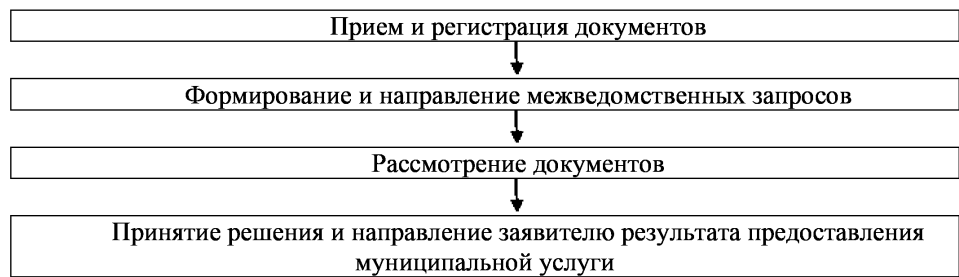 Прием и регистрация документов
Формирование и направление межведомственных запросов
Рассмотрение документов
Принятие решения и направление заявителю результата предоставления
муниципальной услуги